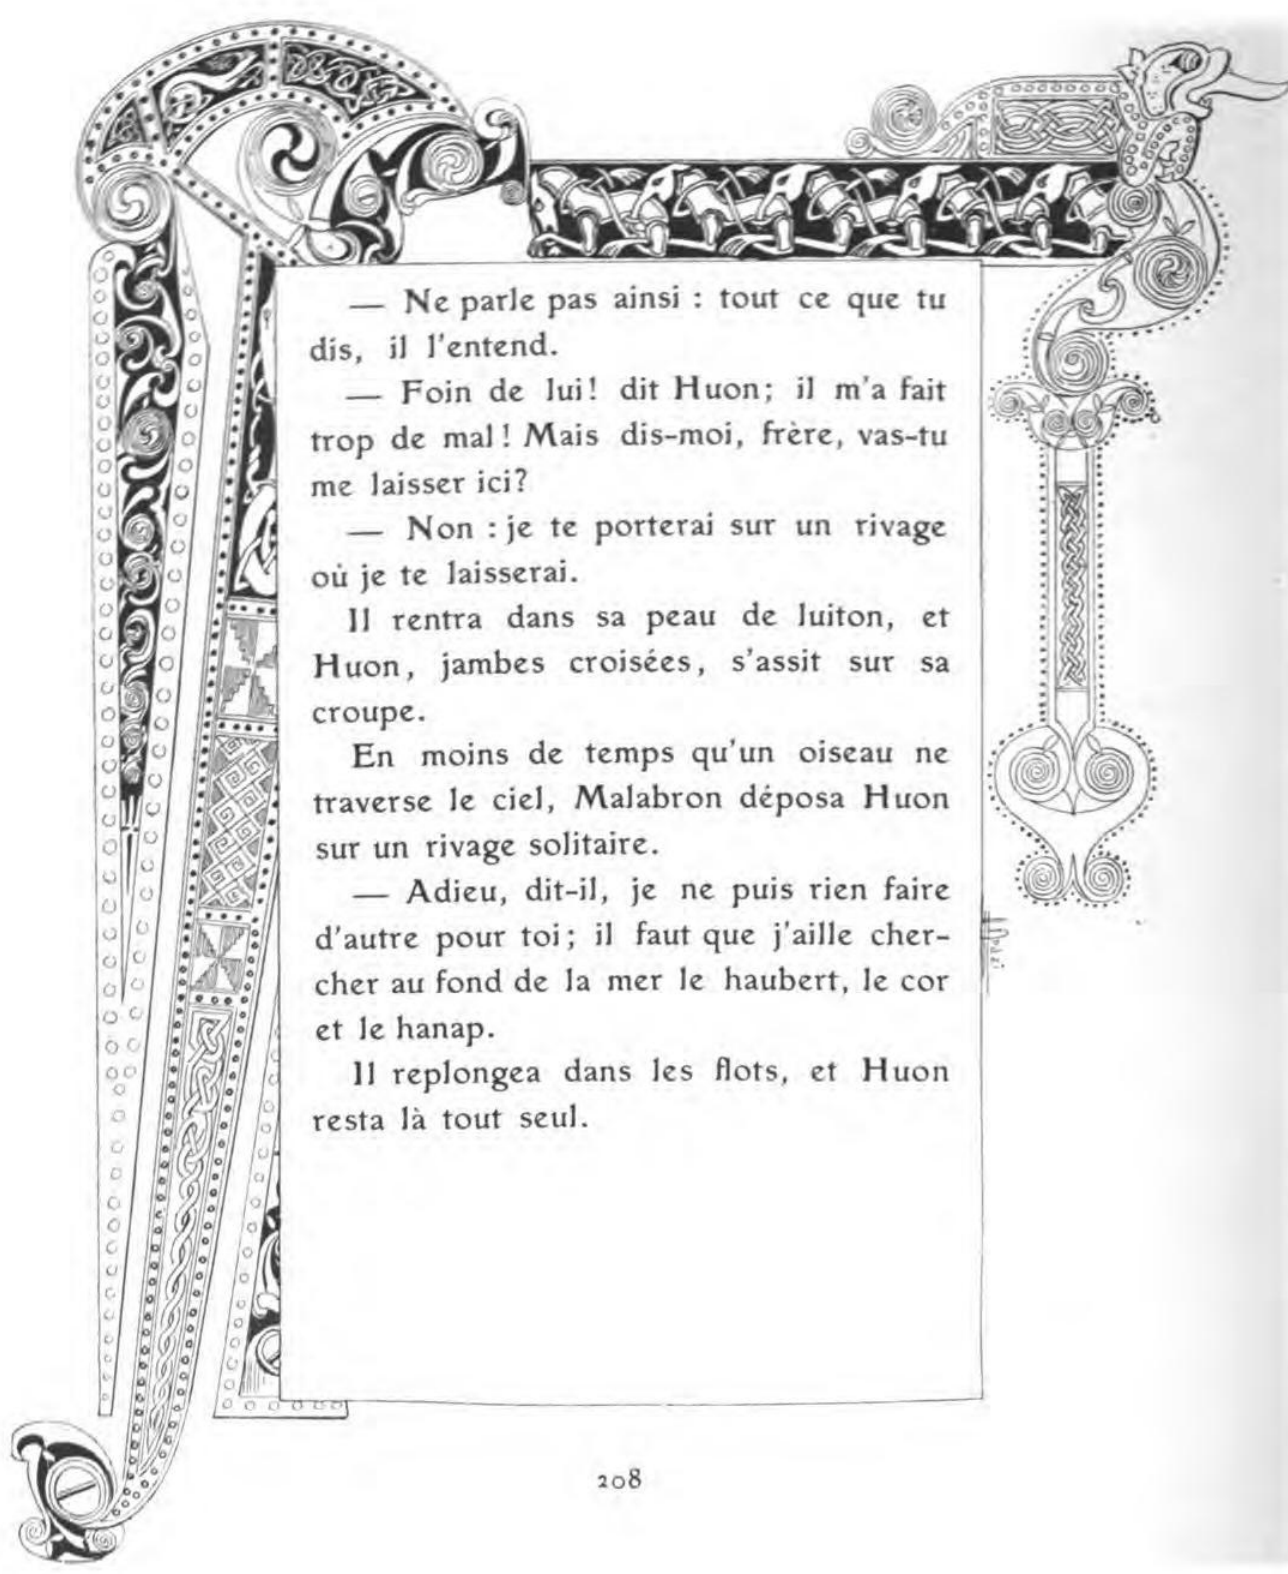 — Ne parle pas ainsi : tout ce que tu
dis, il l'entend.
— Foin de lui! dit Huon; il m'a fait
trop de mal! Mais dis-moi, frère, vas-tu
me laisser ici?
— Non : je te porterai sur un rivage
où je te laisserai.
Il rentra dans sa peau de luiton, et
Huon, jambes croisées, s'assit sur sa
croupe.
En moins de temps qu'un oiseau ne
traverse le ciel, Malabron déposa Huon
sur un rivage solitaire.
— Adieu, dit-il, je ne puis rien faire
d'autre pour toi; il faut que j'aille cher-
cher au fond de la mer le haubert, le cor
et le hanap.
Il replongea dans les flots, et Huon
resta là tout seul.
208